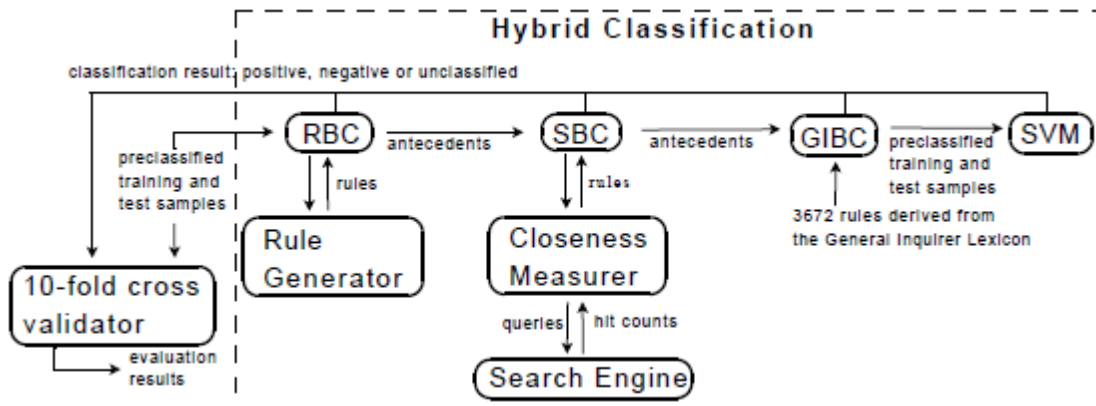 Hybrid Classification
classification result: positive, negative or unclassified
RBC
SBC
GIBC
SVM
antecedents
antecedents
preclassified
training and
test samples
preclassified
training and
test samples
rules
rules
3672 rules derived from
the General Inquirer Lexicon
Rule
Generator
Closeness
Measurer
10-fold cross
validator
queries
hit counts
evaluation
results
Search Engine